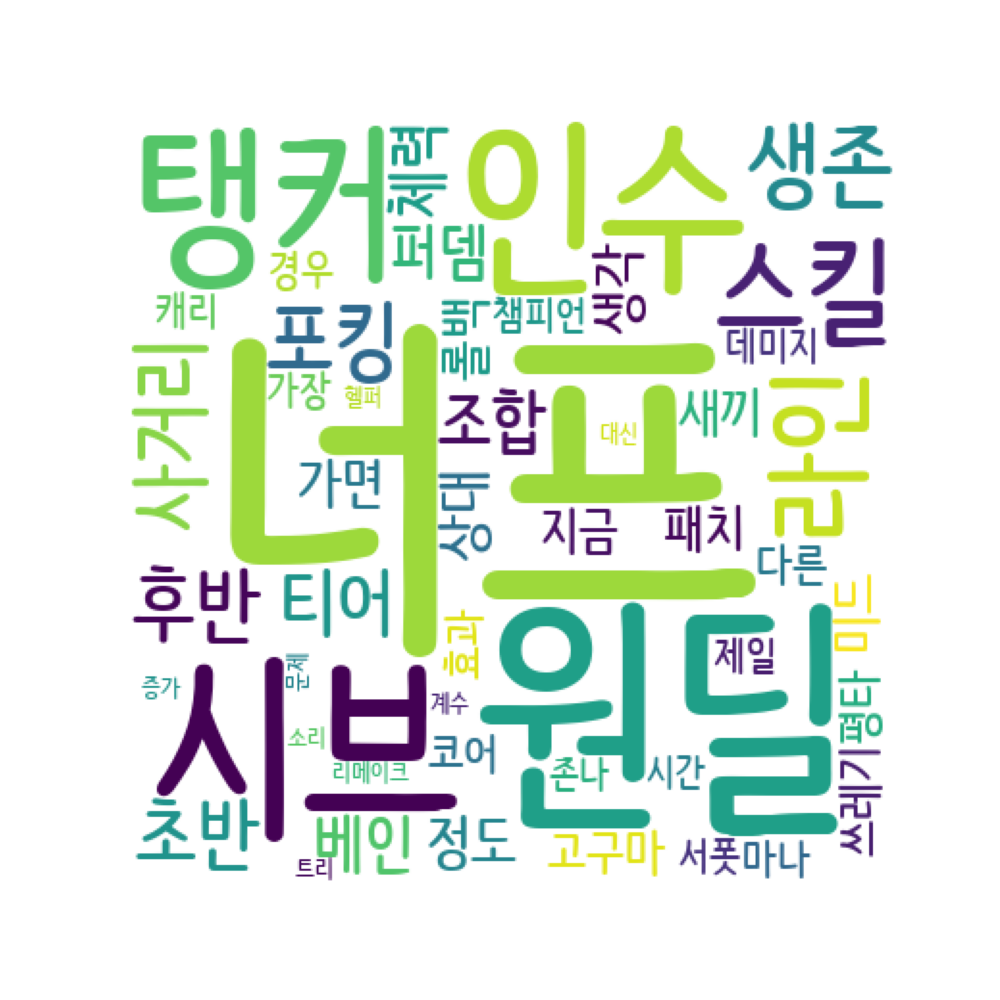 탱커
체력
인수
생존
퍼뎀
경우
생각
스킬
캐리
포킹
롤백
챔피언
데미지
사거리
너프
가장
헬퍼
조합
대신
새끼
라인
가면
상대
지금
패치
다른
후반
티어
효과
원딜
제일
미드
증가
문제
시브
계수
평타
소리
리메이크
코어
존나
시간
쓰레기
초반
베인
정도
고구마
서폿
마나
트리